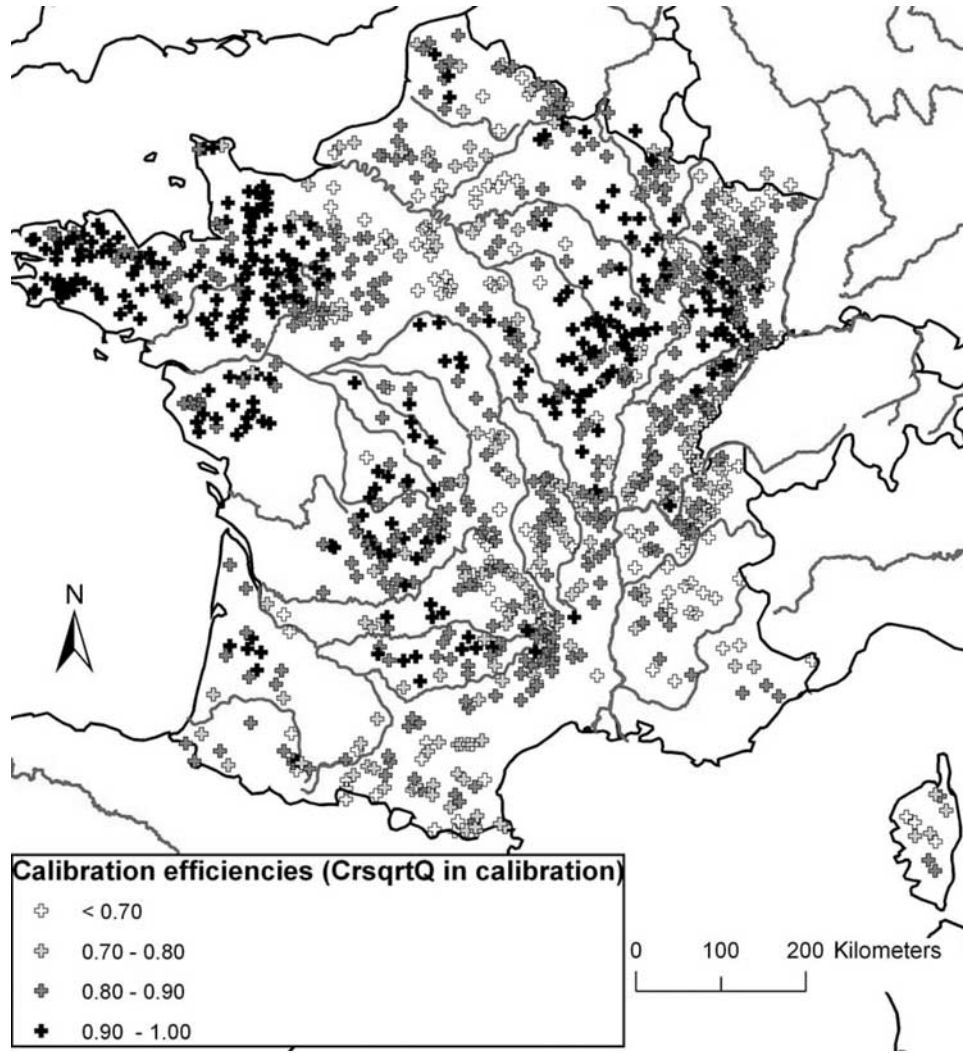 N
Calibration efficiencies (CrsqrtQ in calibration)
< 0.70
0.70 - 0.80
0.80 - 0.90
0.90 - 1.00
0 100 200 Kilometers